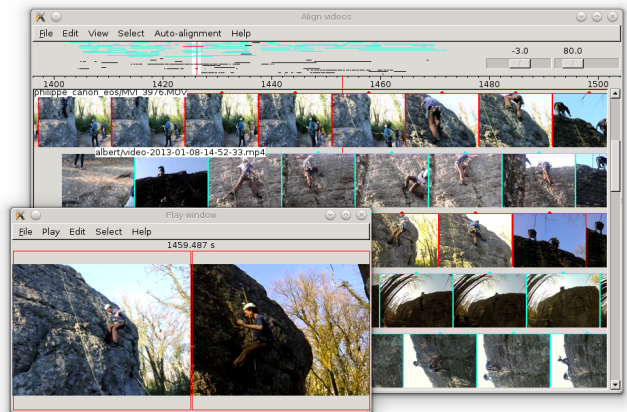 Align videos
File Edit View Select Auto-alignment Help
-3.0 80.0
1400 1420 1440 1460 1480 1500
philippe_canon_eos/MVI_3976.MOV
albert/video-2013-01-08-14-52-33.mp4
Play window
File Play Edit Select Help
1459.487 s